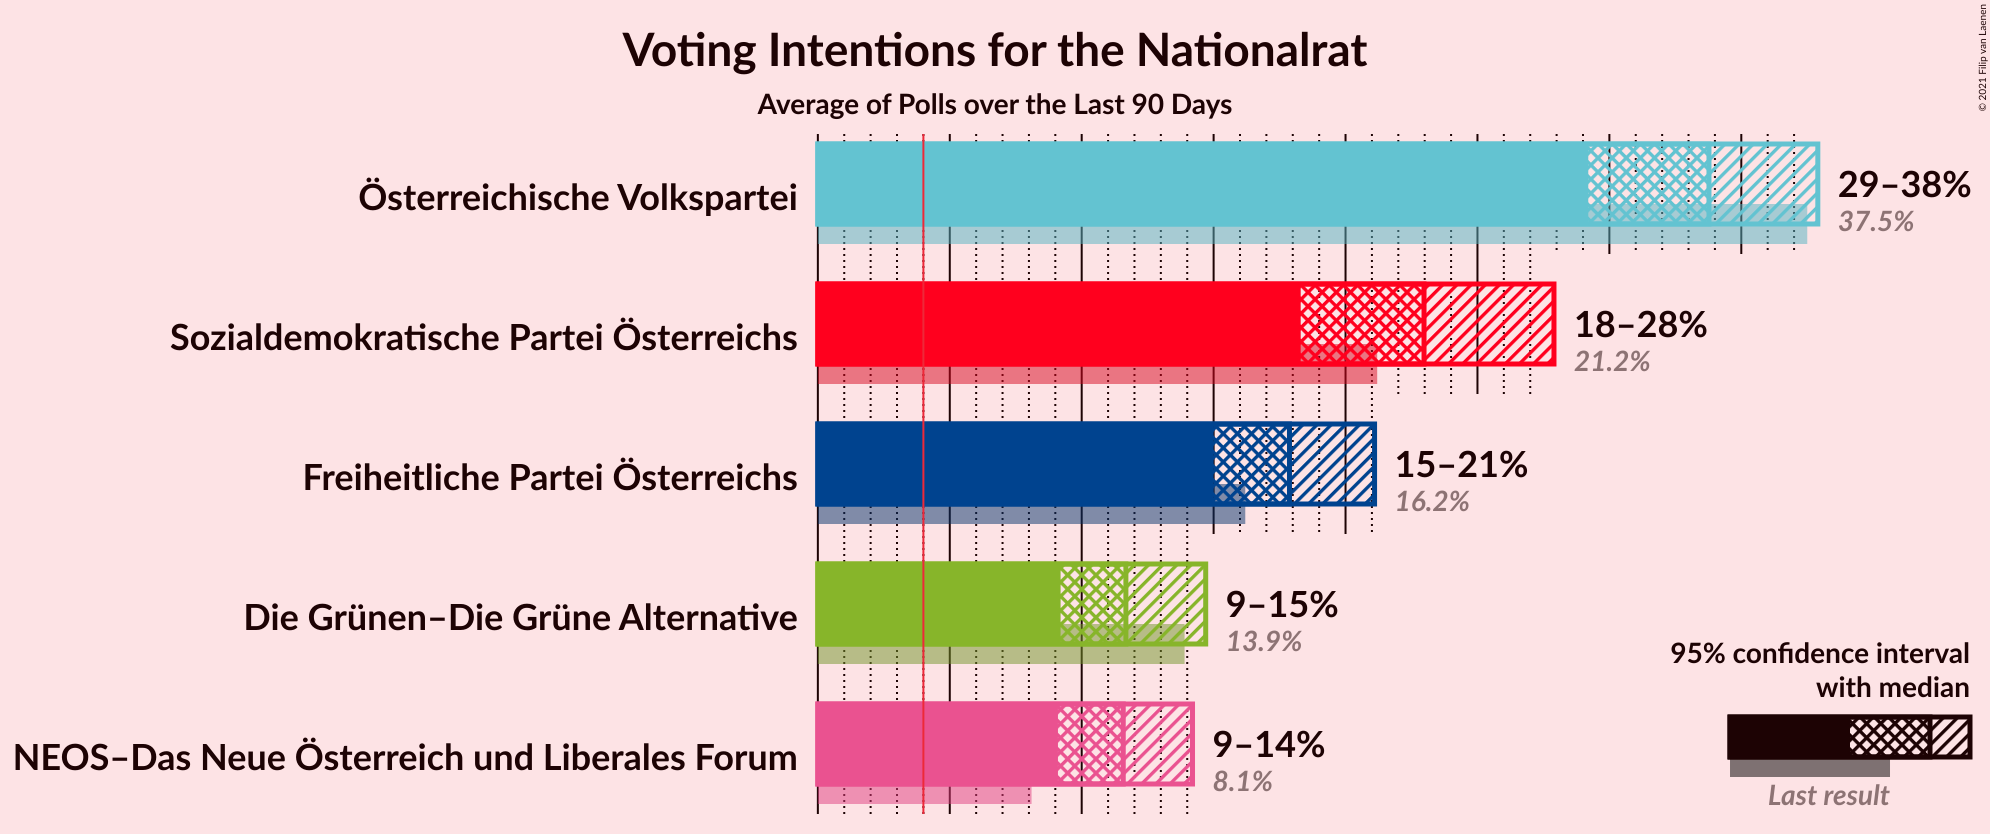 Voting Intentions for the Nationalrat
Average of Polls over the Last 90 Days
© 2021 Filip van Laenen
Österreichische Volkspartei
29–38%
37.5%
Sozialdemokratische Partei Österreichs
18–28%
21.2%
Freiheitliche Partei Österreichs
15–21%
16.2%
Die Grünen–Die Grüne Alternative
9–15%
13.9%
NEOS–Das Neue Österreich und Liberales Forum
9–14%
8.1%
95% confidence interval
with median
Last result